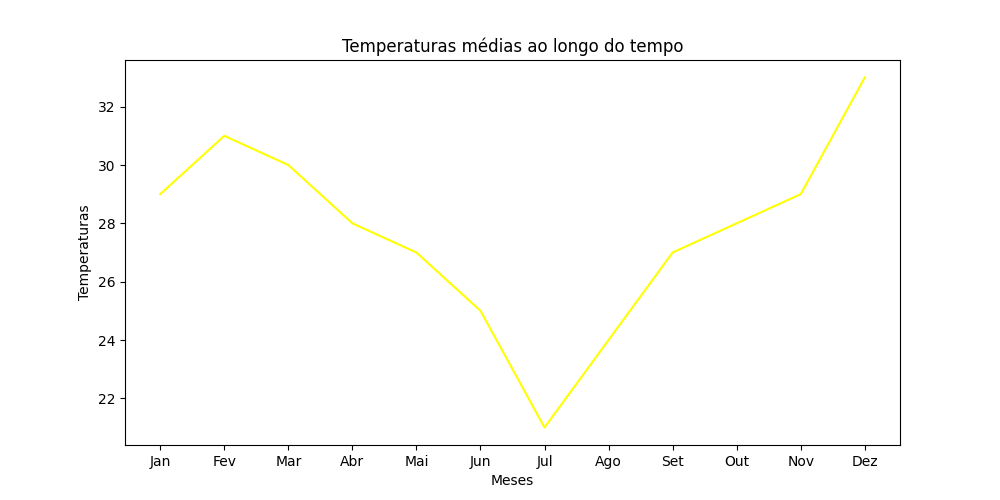 Temperaturas médias ao longo do tempo
Temperaturas
32
30
28
26
24
22
Jan Fev Mar Abr Mai Jun Jul Ago Set Out Nov Dez
Meses